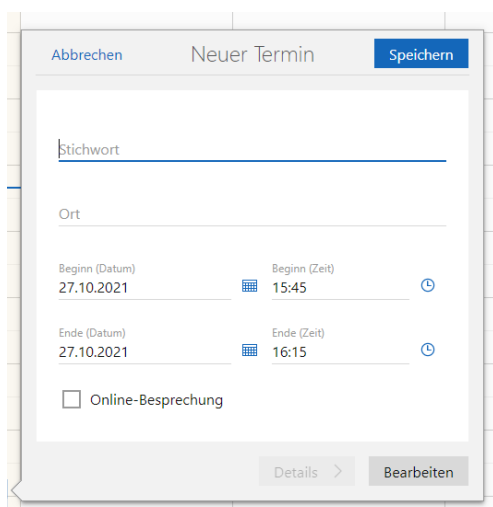 Abbrechen Neuer Termin Speichern
Stichwort
Ort
Beginn (Datum) Beginn (Zeit)
27.10.2021 15:45
Ende (Datum) Ende (Zeit)
27.10.2021 16:15
Online-Besprechung
Details Bearbeiten